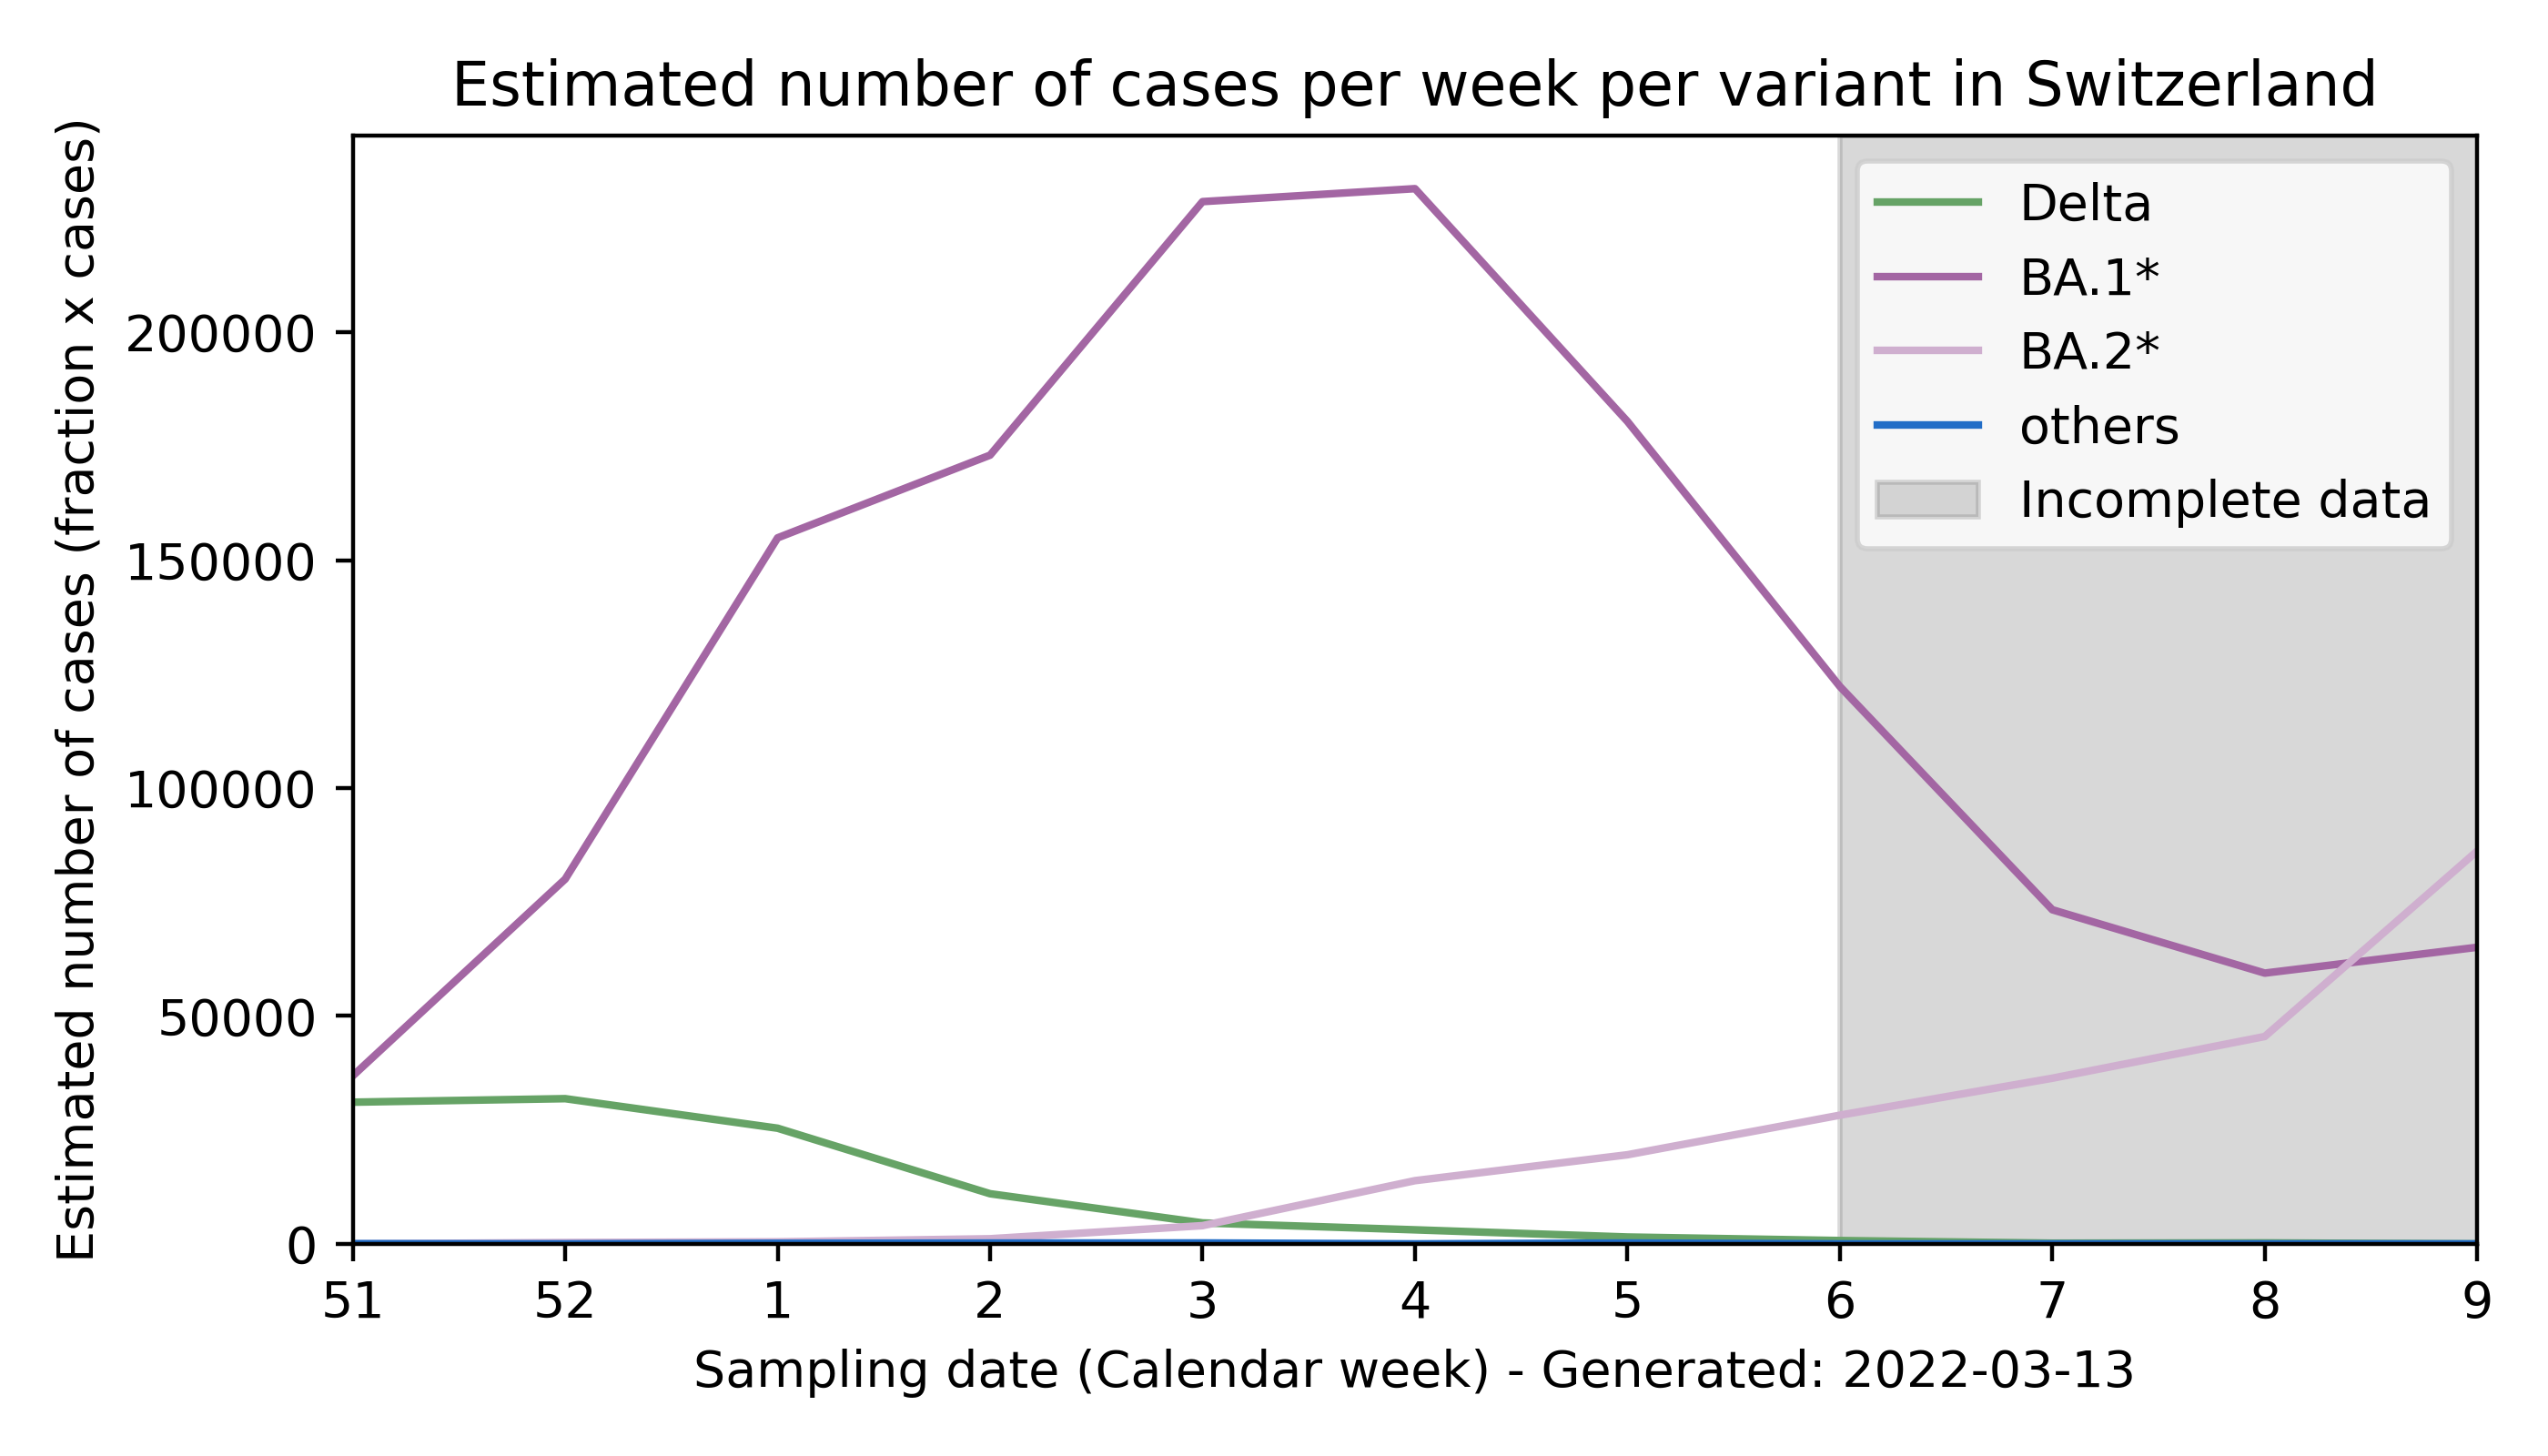 Estimated number of cases per week per variant in Switzerland
Estimated number of cases (fraction x cases)
200000
150000
100000
50000
0
Delta
BA.1*
BA.2*
others
Incomplete data
51 52 1 2 3 4 5 6 7 8 9
Sampling date (Calendar week) - Generated: 2022-03-13